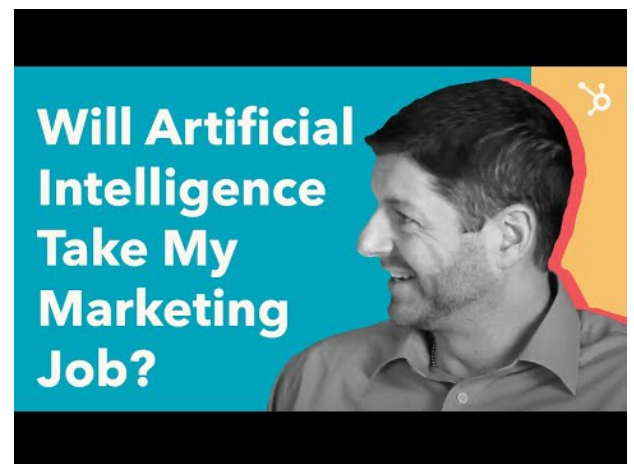 Will Artificial
Intelligence
Take My
Marketing
Job?